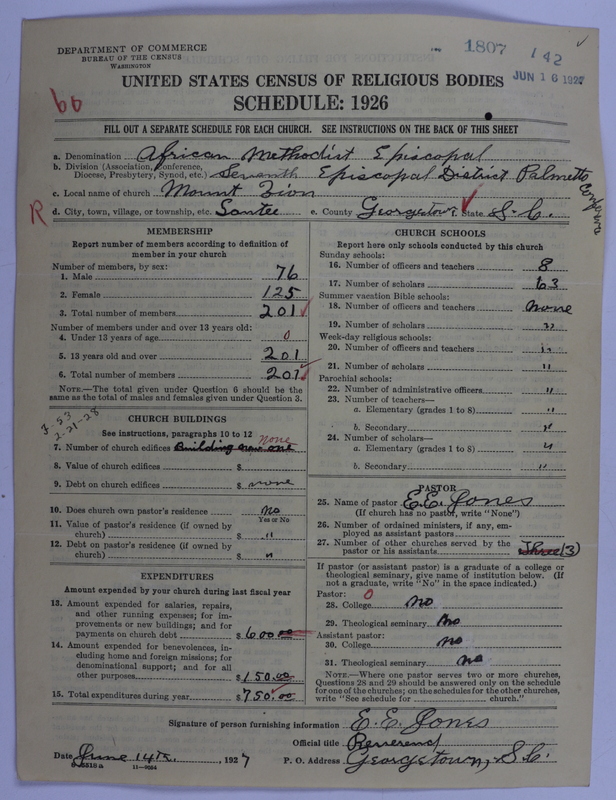 1807 142
DEPARTMENT OF COMMERCE
BUREAU OF THE CENSUS
WASHINGTON
JUN 16 1927
UNITED STATES CENSUS OF RELIGIOUS BODIES
SCHEDULE: 1926
FILL OUT A SEPARATE SCHEDULE FOR EACH CHURCH. SEE INSTRUCTIONS ON THE BACK OF THIS SHEET
a. Denomination African Methodist Episcopal
b. Division (Association, Conference,
Diocese, Presbytery, Synod, etc.) Seventh Episcopal District Palmetto
c. Local name of church Mount Zion
R d. City, town, village, or township, etc. Santee e. County Georgetown f. State S.C.
MEMBERSHIP
Report number of members according to definition of
member in your church
Number of members, by sex:
1. Male 76
2. Female 125
3. Total number of members 201
Number of members under and over 13 years old:
4. Under 13 years of age 0
5. 13 years old and over 201
6. Total number of members 201
NOTE.—The total given under Question 6 should be the
same as the total of males and females given under Question 3.
2-21-28
CHURCH BUILDINGS
See instructions, paragraphs 10 to 12
none
7. Number of church edifices Building new one
8. Value of church edifices $
9. Debt on church edifices $ none
10. Does church own pastor's residence no
Yes or No
11. Value of pastor's residence (if owned by
church) $ "
12. Debt on pastor's residence (if owned by
church) $ "
EXPENDITURES
Amount expended by your church during last fiscal year
13. Amount expended for salaries, repairs,
and other running expenses; for im-
provements or new buildings; and for
payments on church debt $ 600.00
14. Amount expended for benevolences, in-
cluding home and foreign missions; for
denominational support; and for all
other purposes $ 150.00
15. Total expenditures during year $ 750.00
CHURCH SCHOOLS
Report here only schools conducted by this church
Sunday schools:
16. Number of officers and teachers 8
17. Number of scholars 63
Summer vacation Bible schools:
18. Number of officers and teachers none
19. Number of scholars "
Week-day religious schools:
20. Number of officers and teachers "
21. Number of scholars "
Parochial schools:
22. Number of administrative officers "
23. Number of teachers—
a. Elementary (grades 1 to 8) "
b. Secondary "
24. Number of scholars—
a. Elementary (grades 1 to 8) "
b. Secondary "
PASTOR
25. Name of pastor E.E. Jones
(If church has no pastor, write "None")
26. Number of ordained ministers, if any, em-
ployed as assistant pastors
27. Number of other churches served by the
pastor or his assistants Three (3)
If pastor (or assistant pastor) is a graduate of a college or
theological seminary, give name of institution below. (If
not a graduate, write "No" in the space indicated.)
Pastor: 0
28. College No
29. Theological seminary No
Assistant pastor:
30. College No
31. Theological seminary No
NOTE.—Where one pastor serves two or more churches,
Questions 28 and 29 should be answered only on the schedule
for one of the churches; on the schedules for the other churches,
write "See schedule for church."
Signature of person furnishing information E.E. Jones
Official title Reverend
Date June 14th, 1927 P. O. Address Georgetown, S.C.
11—9024